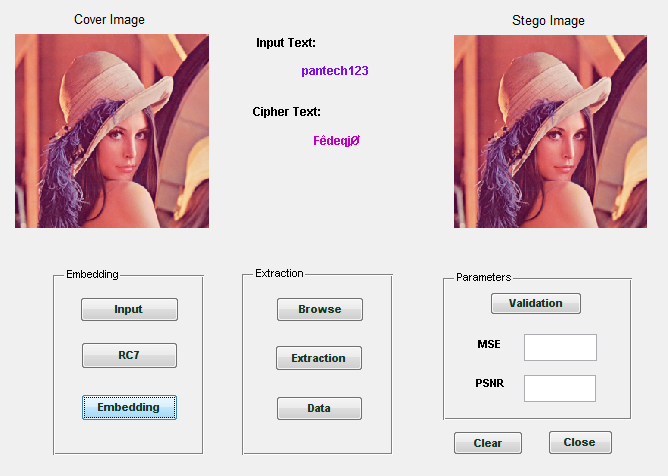 Cover Image
Stego Image
Input Text:
pantech123
Cipher Text:
FêdeqjØ
Embedding
Input
RC7
Embedding
Extraction
Browse
Extraction
Data
Parameters
Validation
MSE
PSNR
Clear
Close